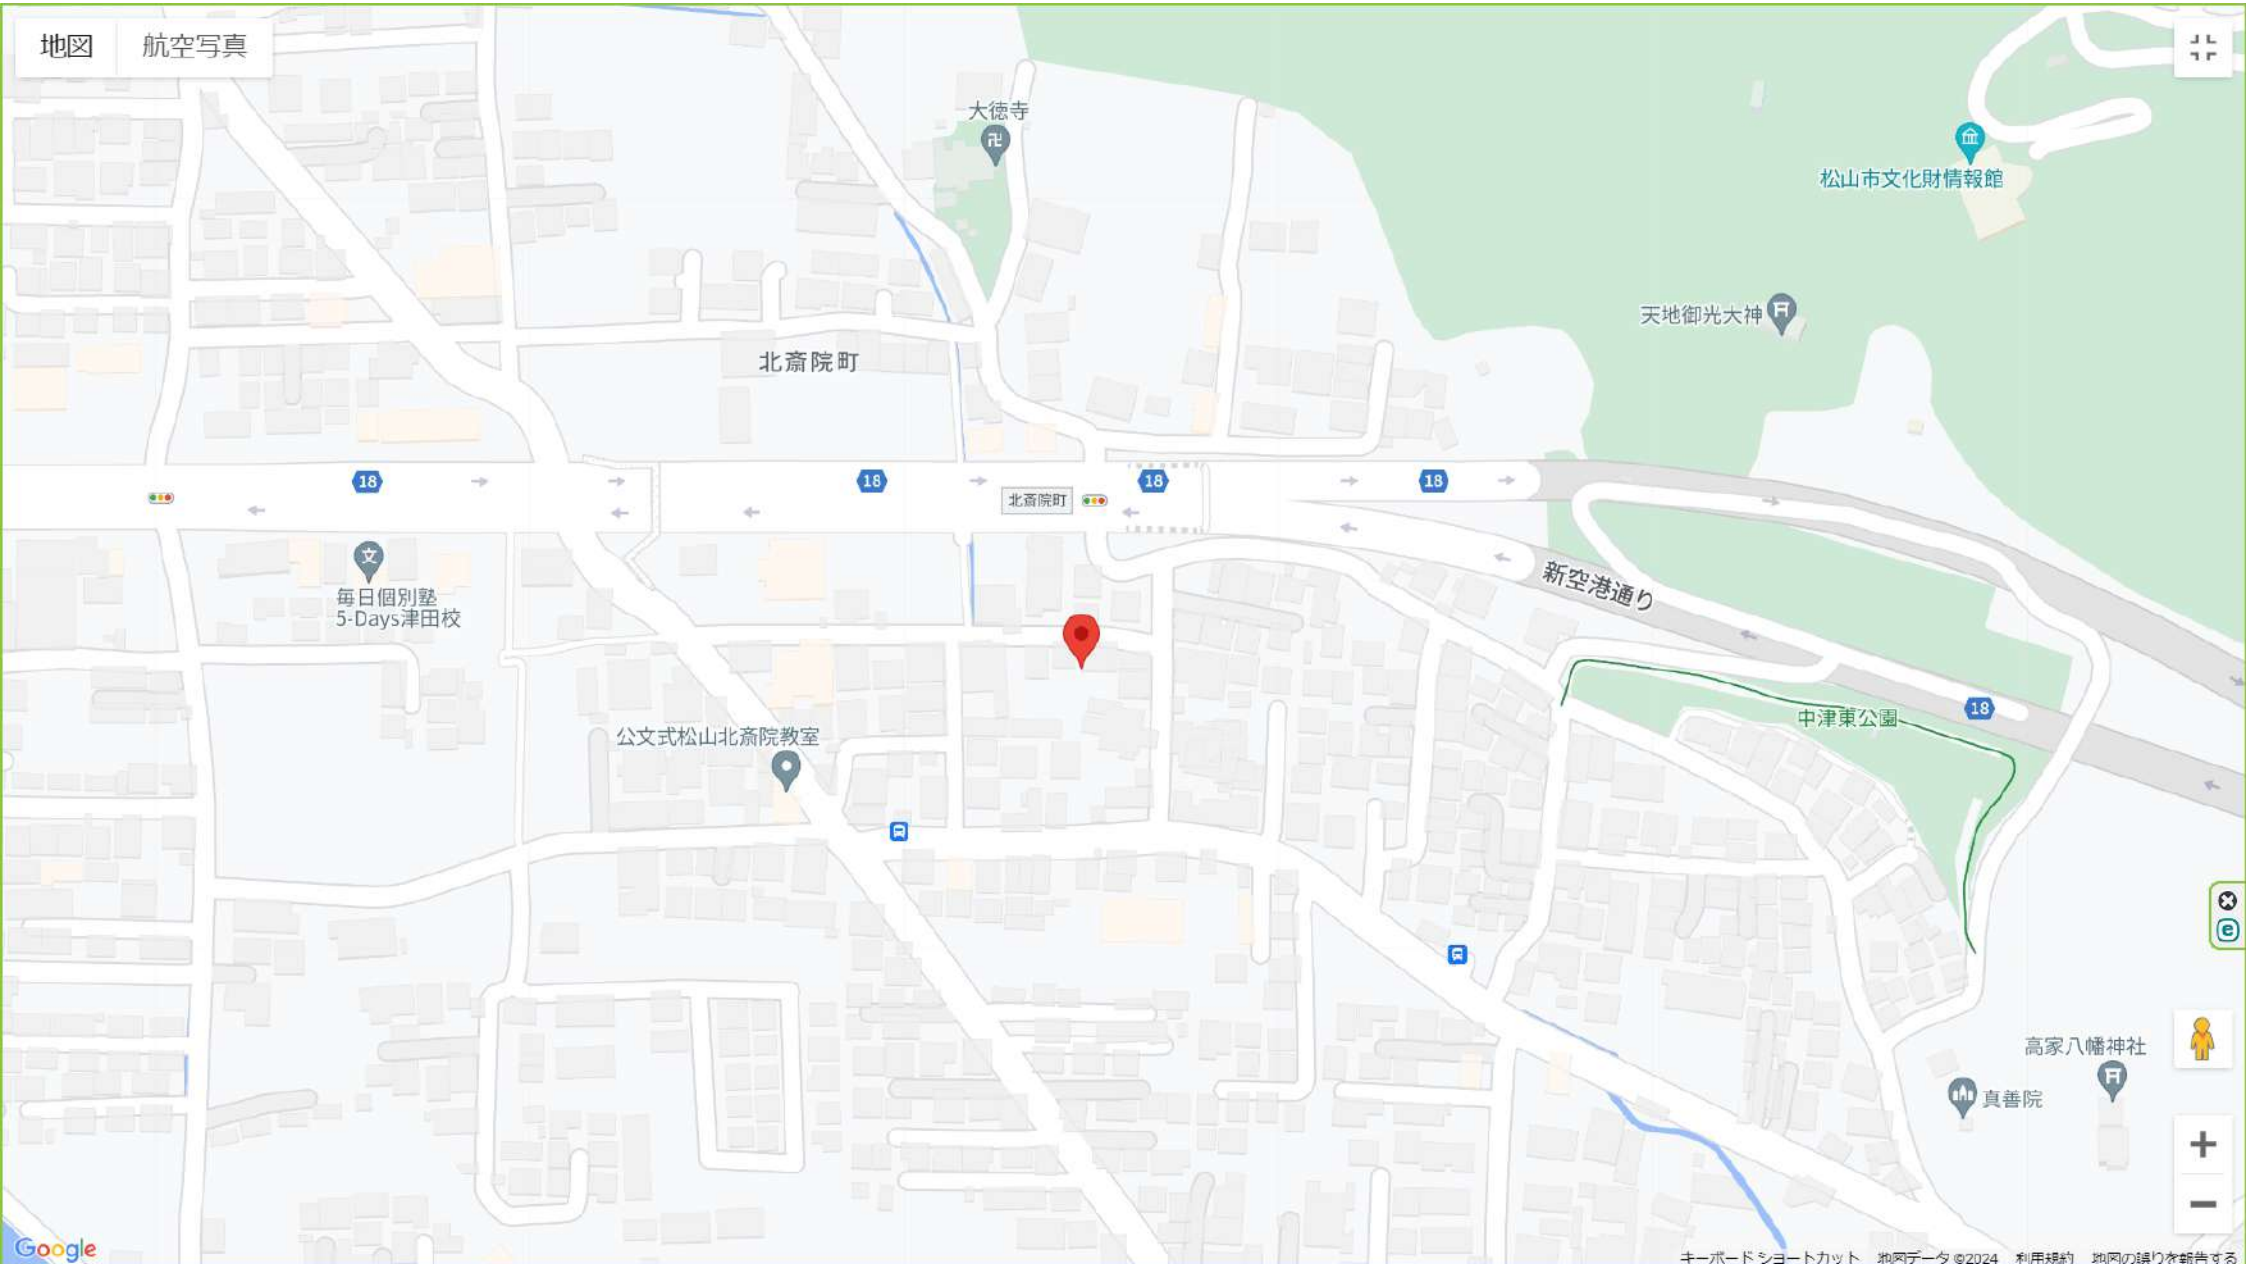 地図 航空写真
大徳寺
松山市文化財情報館
天地御光大神
北斎院町
18 18 18 18
北斎院町
新空港通り
毎日個別塾
5-Days津田校
18
中津東公園
公文式松山北斎院教室
高家八幡神社
真善院
Google
キーボード ショートカット 地図データ ©2024 利用規約 地図の誤りを報告する